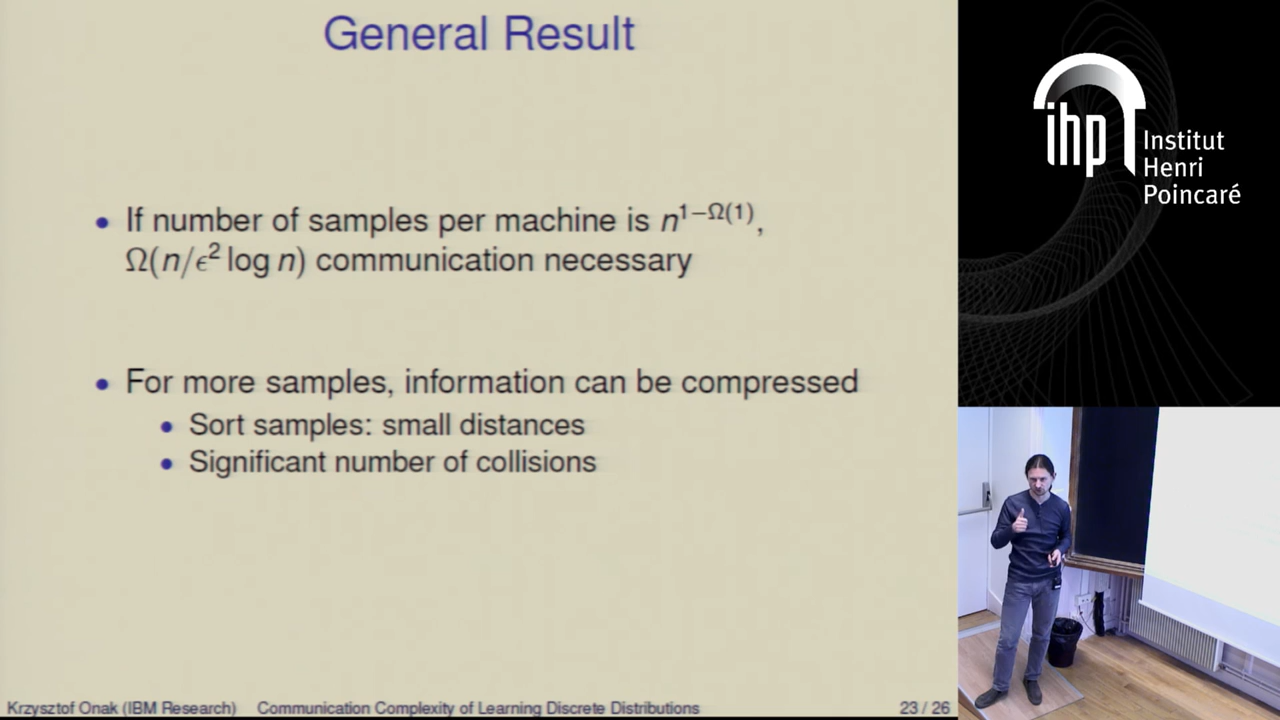 General Result
• If number of samples per machine is n^{1−Ω(1)},
Ω(n/ϵ² log n) communication necessary
• For more samples, information can be compressed
• Sort samples: small distances
• Significant number of collisions
Krzysztof Onak (IBM Research) Communication Complexity of Learning Discrete Distributions 23 / 26
ihp
Institut
Henri
Poincaré